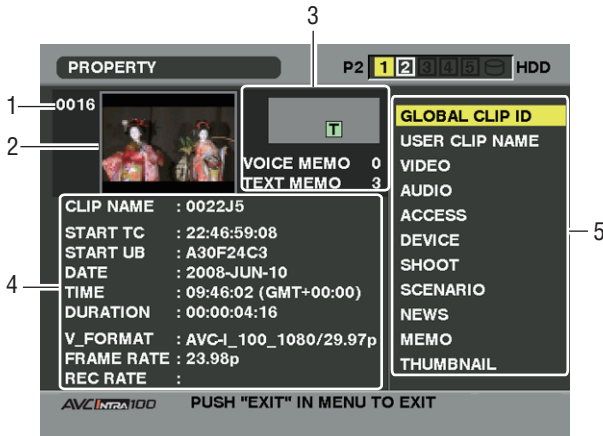 3
PROPERTY P2 1 2 3 4 5 HDD
1 0016
2
T
VOICE MEMO 0
TEXT MEMO 3
4
CLIP NAME : 0022J5
START TC : 22:46:59:08
START UB : A30F24C3
DATE : 2008-JUN-10
TIME : 09:46:02 (GMT+00:00)
DURATION : 00:00:04:16
V_FORMAT : AVC-I_100_1080/29.97p
FRAME RATE : 23.98p
REC RATE :
GLOBAL CLIP ID
USER CLIP NAME
VIDEO
AUDIO
ACCESS
DEVICE
SHOOT
SCENARIO
NEWS
MEMO
THUMBNAIL
5
AVC INTRA 100 PUSH "EXIT" IN MENU TO EXIT